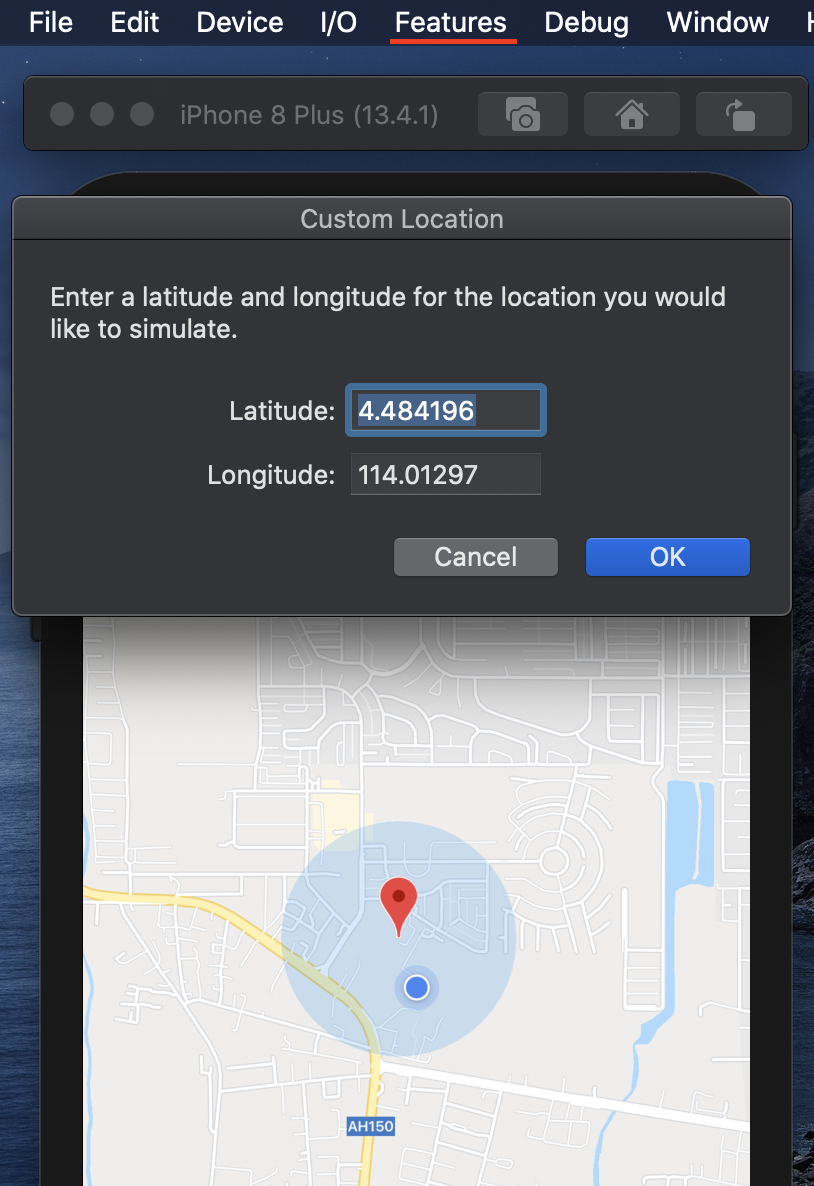 File Edit Device I/O Features Debug Window
iPhone 8 Plus (13.4.1)
Custom Location
Enter a latitude and longitude for the location you would
like to simulate.
Latitude: 4.484196
Longitude: 114.01297
Cancel OK
AH150